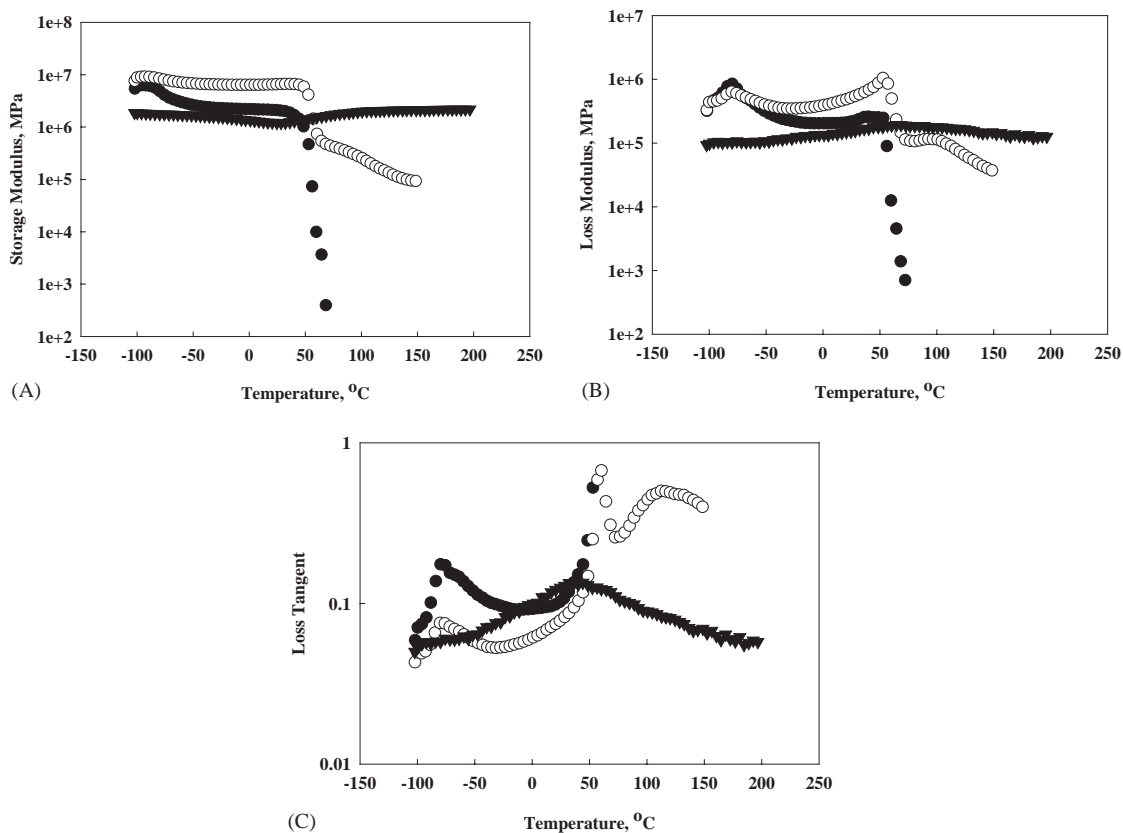 1e+8
1e+7
1e+6
1e+5
1e+4
1e+3
1e+2
Storage Modulus, MPa
-150 -100 -50 0 50 100 150 200 250
Temperature, °C
(A)
1e+7
1e+6
1e+5
1e+4
1e+3
1e+2
Loss Modulus, MPa
-150 -100 -50 0 50 100 150 200 250
Temperature, °C
(B)
1
0.1
0.01
Loss Tangent
-150 -100 -50 0 50 100 150 200 250
Temperature, °C
(C)